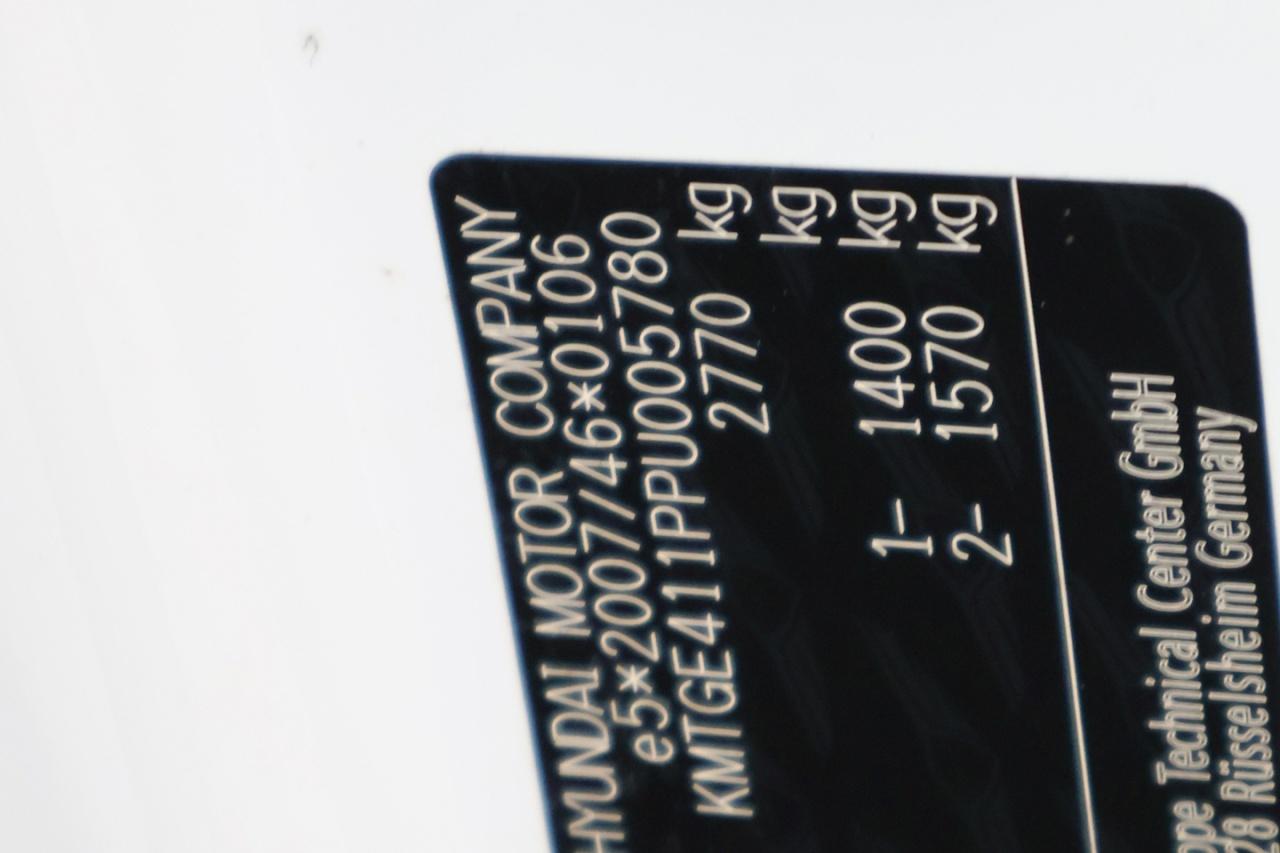 HYUNDAI MOTOR COMPANY
e5*2007/46*0106
KMTGE411PPU005780
2770 kg
kg
1- 1400 kg
2- 1570 kg
Technical Center GmbH
Rüsselsheim Germany